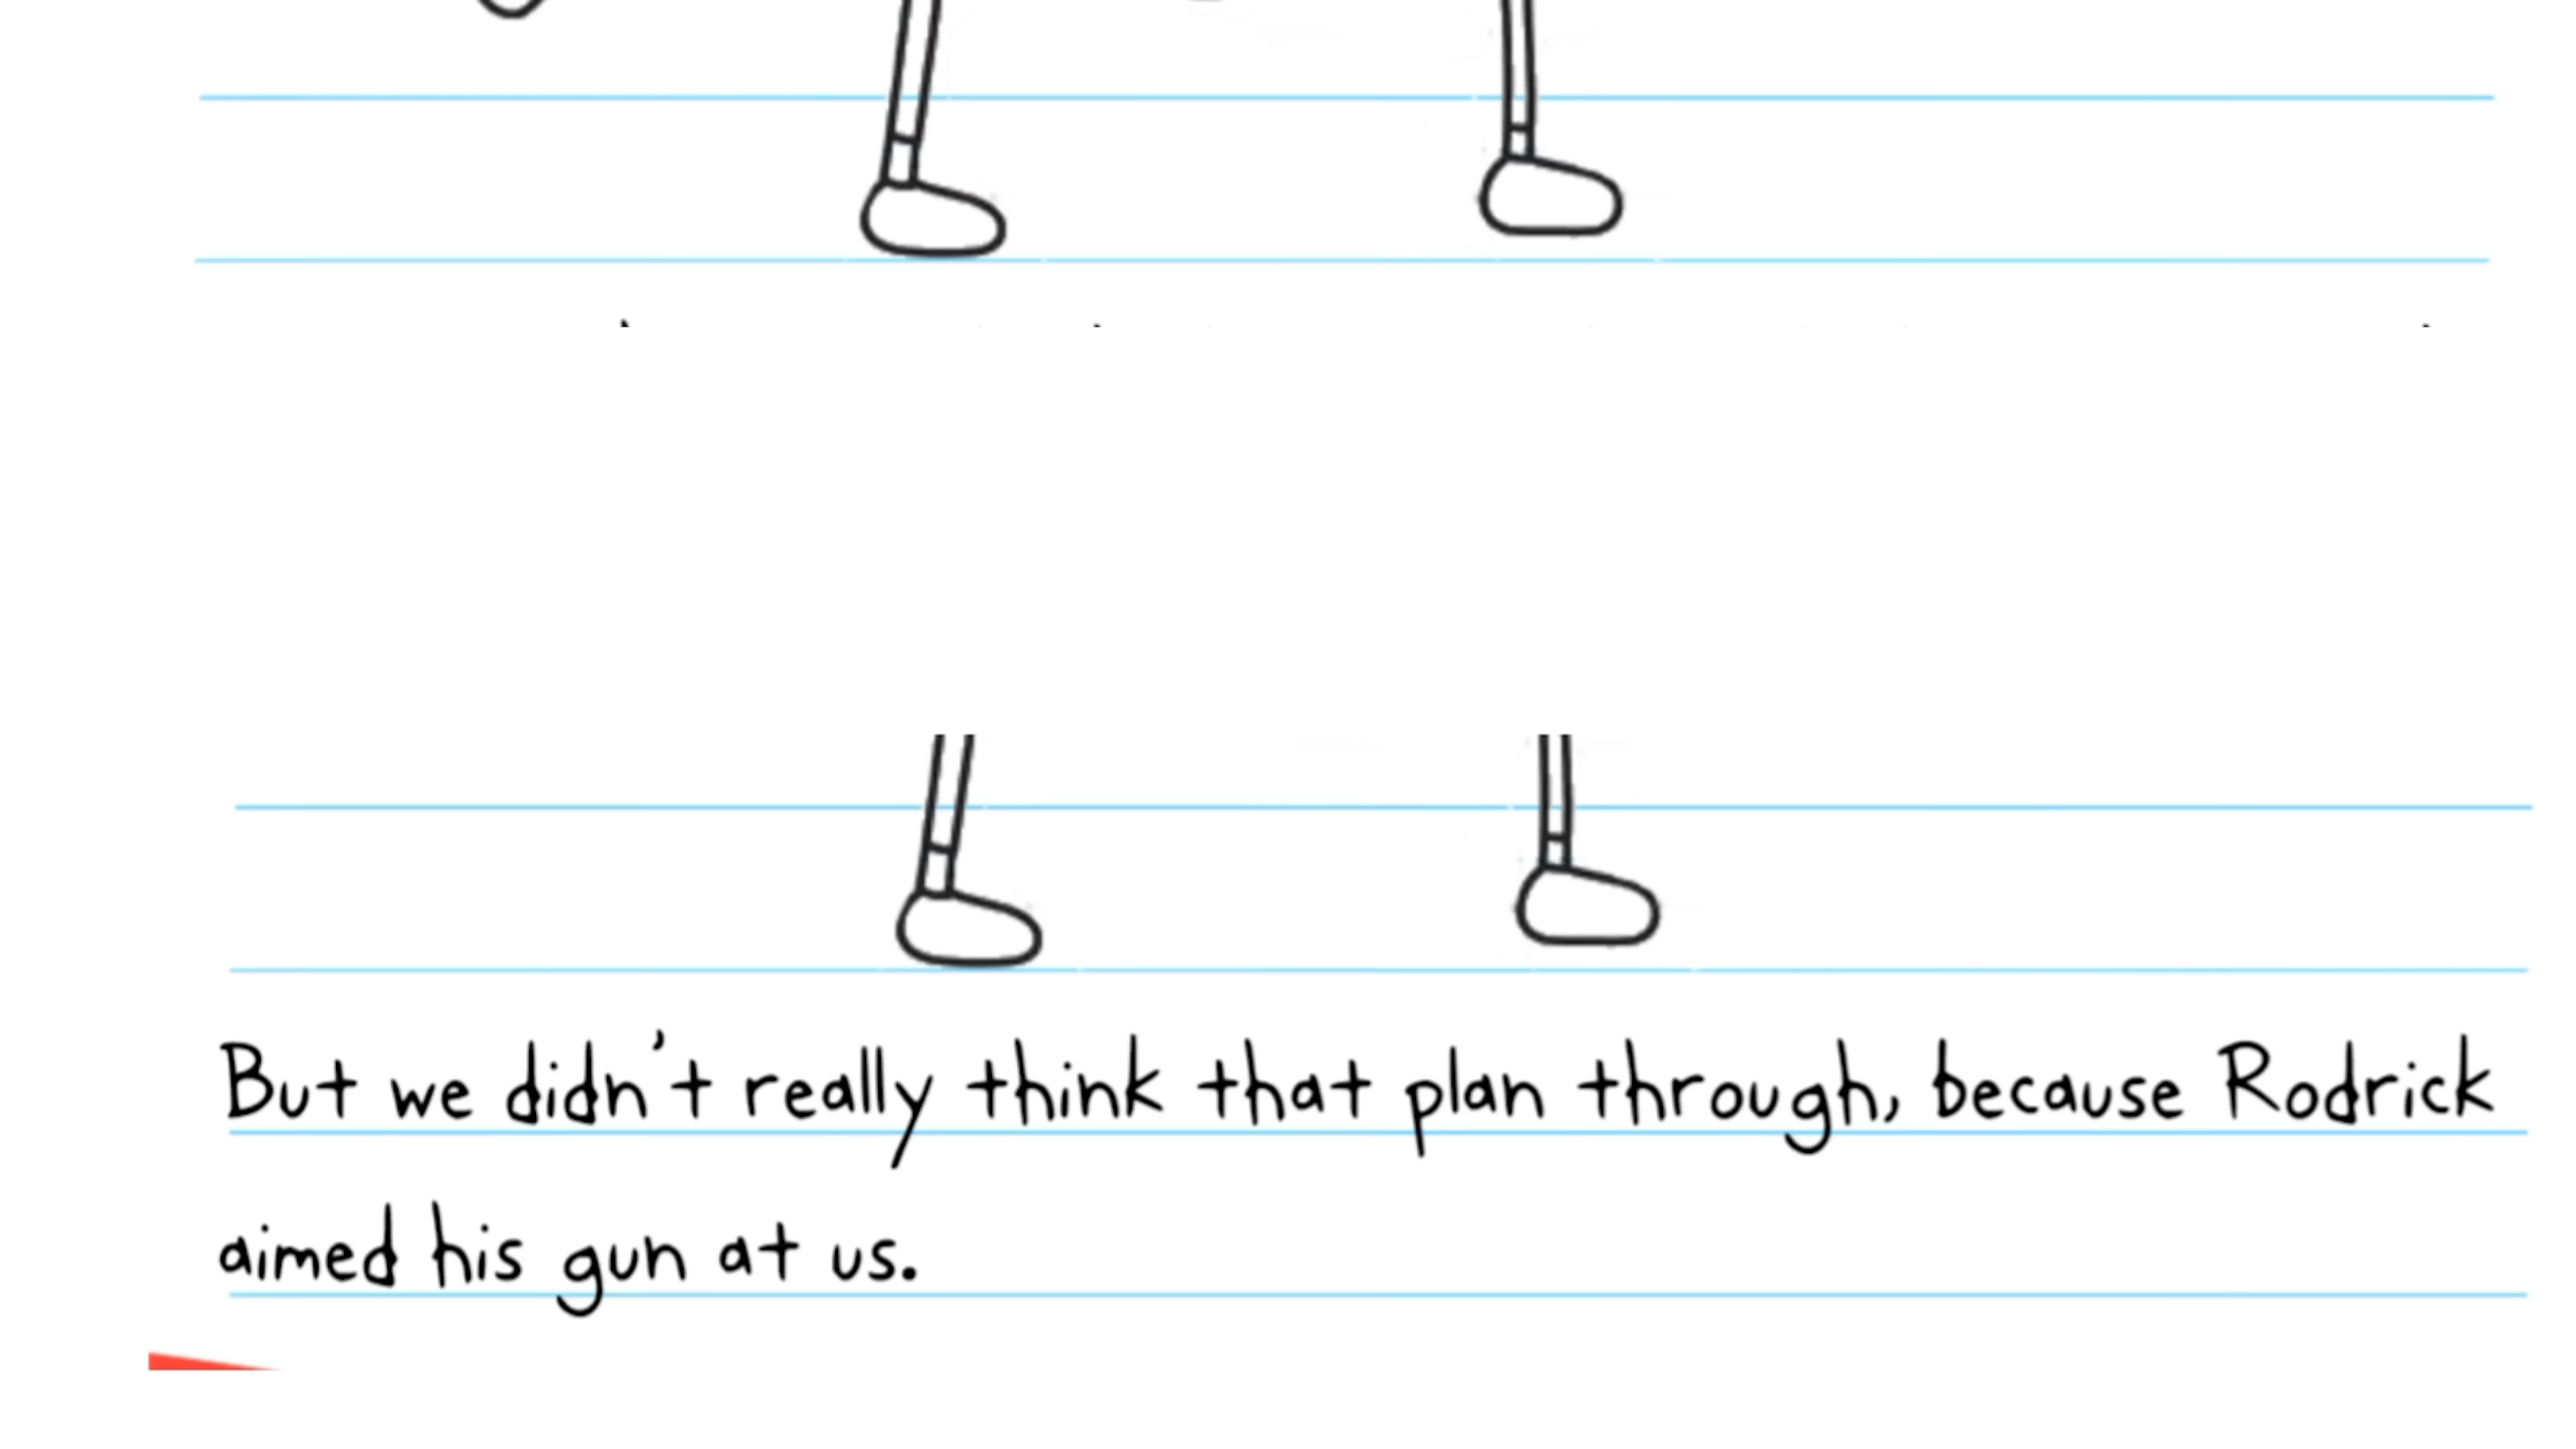 But we didn't really think that plan through, because Rodrick
aimed his gun at us.